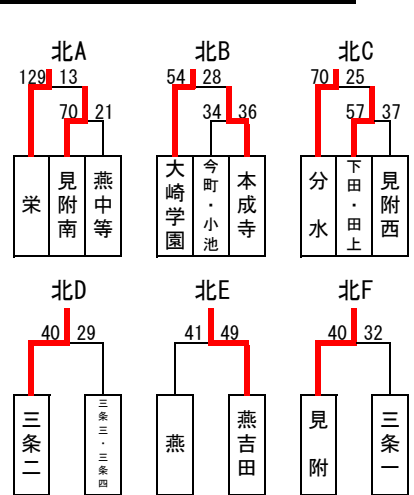 北A 北B 北C
129 13 54 28 70 25
70 21 34 36 57 37
栄 見附南 燕中等 大崎学園 今町・小池 本成寺 分水 下田・田上 見附西
北D 北E 北F
40 29 41 49 40 32
三条二 三条三・三条四 燕 燕吉田 見附 三条一